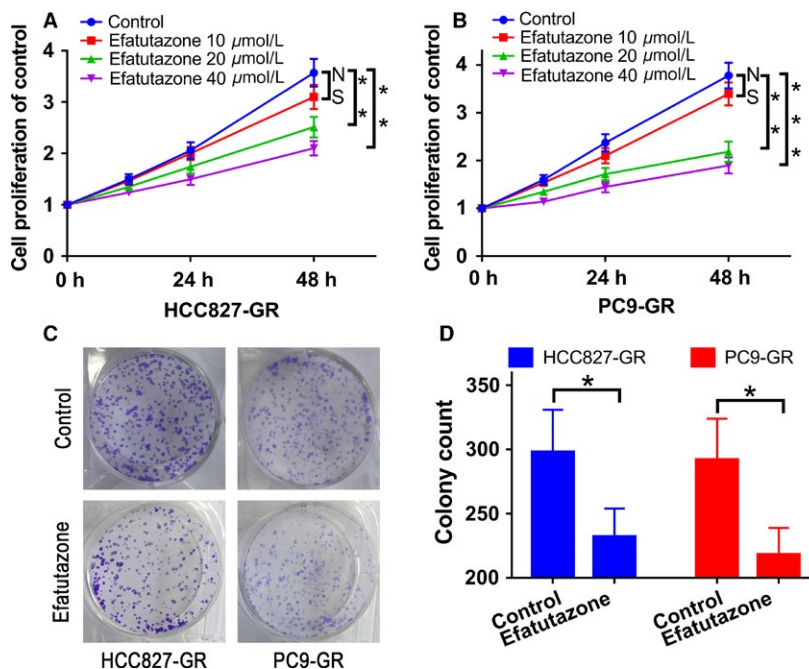 A
Control
Efatutazone 10 µmol/L
Efatutazone 20 µmol/L
Efatutazone 40 µmol/L
Cell proliferation of control
4
3
2
1
0
N
S
*
*
*
*
0 h
24 h
48 h
HCC827-GR
B
Control
Efatutazone 10 µmol/L
Efatutazone 20 µmol/L
Efatutazone 40 µmol/L
Cell proliferation of control
4
3
2
1
0
N
S
*
*
*
*
*
0 h
24 h
48 h
PC9-GR
C
Control
Efatutazone
HCC827-GR
PC9-GR
D
HCC827-GR
PC9-GR
Colony count
350
300
250
200
*
*
Control
Efatutazone
Control
Efatutazone